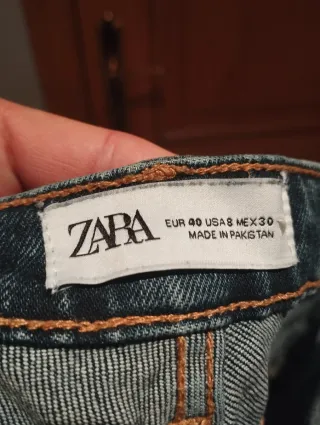 ZARA
EUR 40 USA 8 MEX 30
MADE IN PAKISTAN